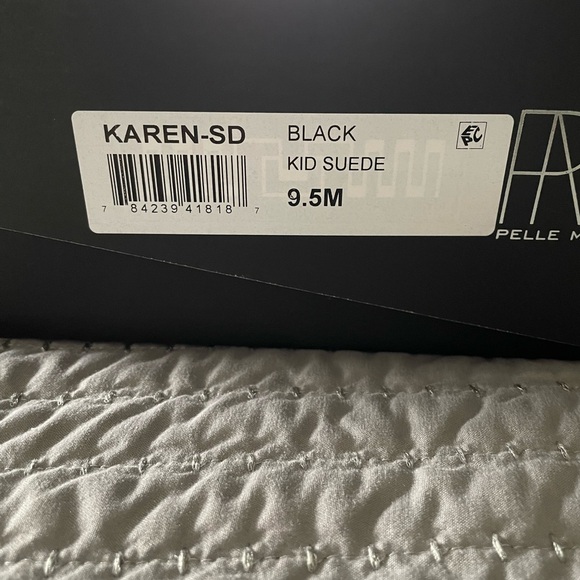 KAREN-SD
BLACK
KID SUEDE
9.5M
7 84239 41818 7
PELLE M